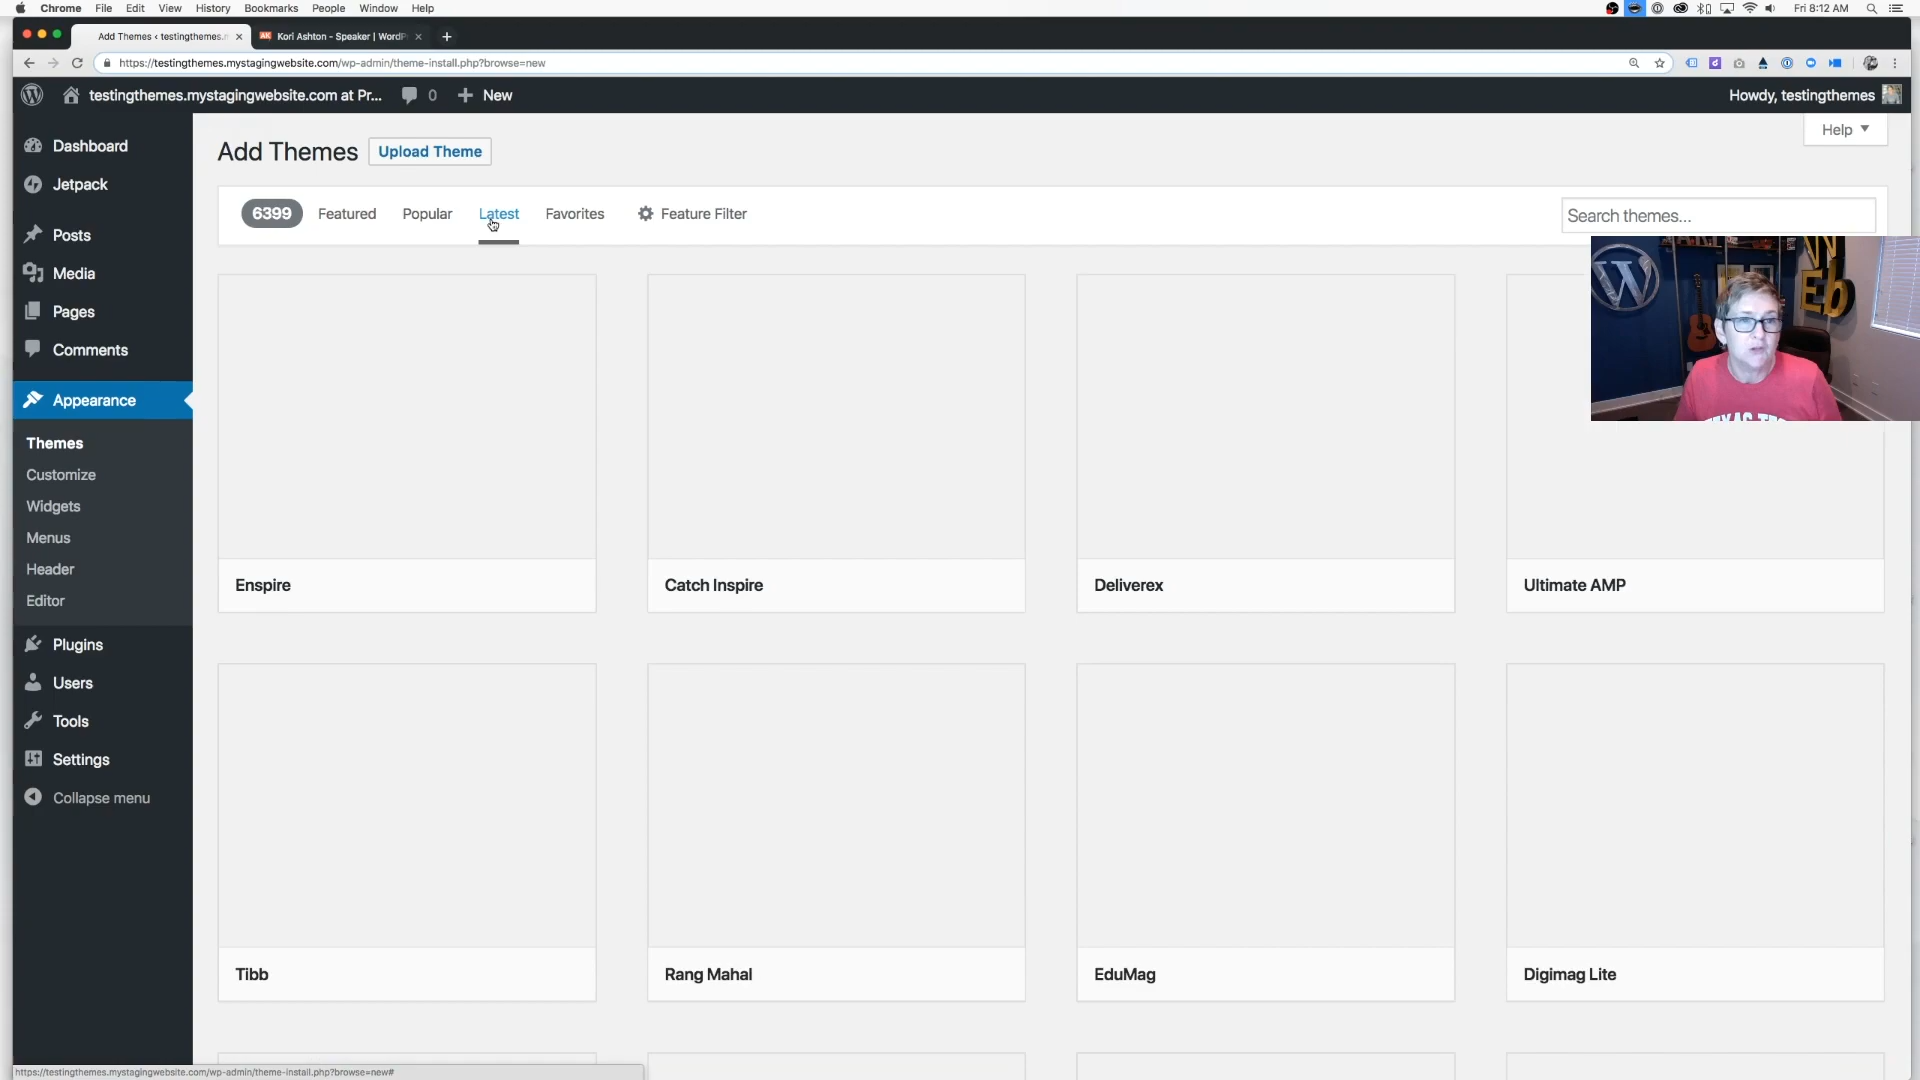 Chrome File Edit View History Bookmarks People Window Help
Fri 8:12 AM
Add Themes ‹ testingthemes.
Kori Ashton - Speaker | WordP
https://testingthemes.mystagingwebsite.com/wp-admin/theme-install.php?browse=new
testingthemes.mystagingwebsite.com at Pr... 0 New
Howdy, testingthemes
Help
Add Themes Upload Theme
6399 Featured Popular Latest Favorites Feature Filter
Search themes...
Dashboard
Jetpack
Posts
Media
Pages
Comments
Appearance
Themes
Customize
Widgets
Menus
Header
Editor
Plugins
Users
Tools
Settings
Collapse menu
Enspire
Catch Inspire
Deliverex
Ultimate AMP
Tibb
Rang Mahal
EduMag
Digimag Lite
https://testingthemes.mystagingwebsite.com/wp-admin/theme-install.php?browse=new#